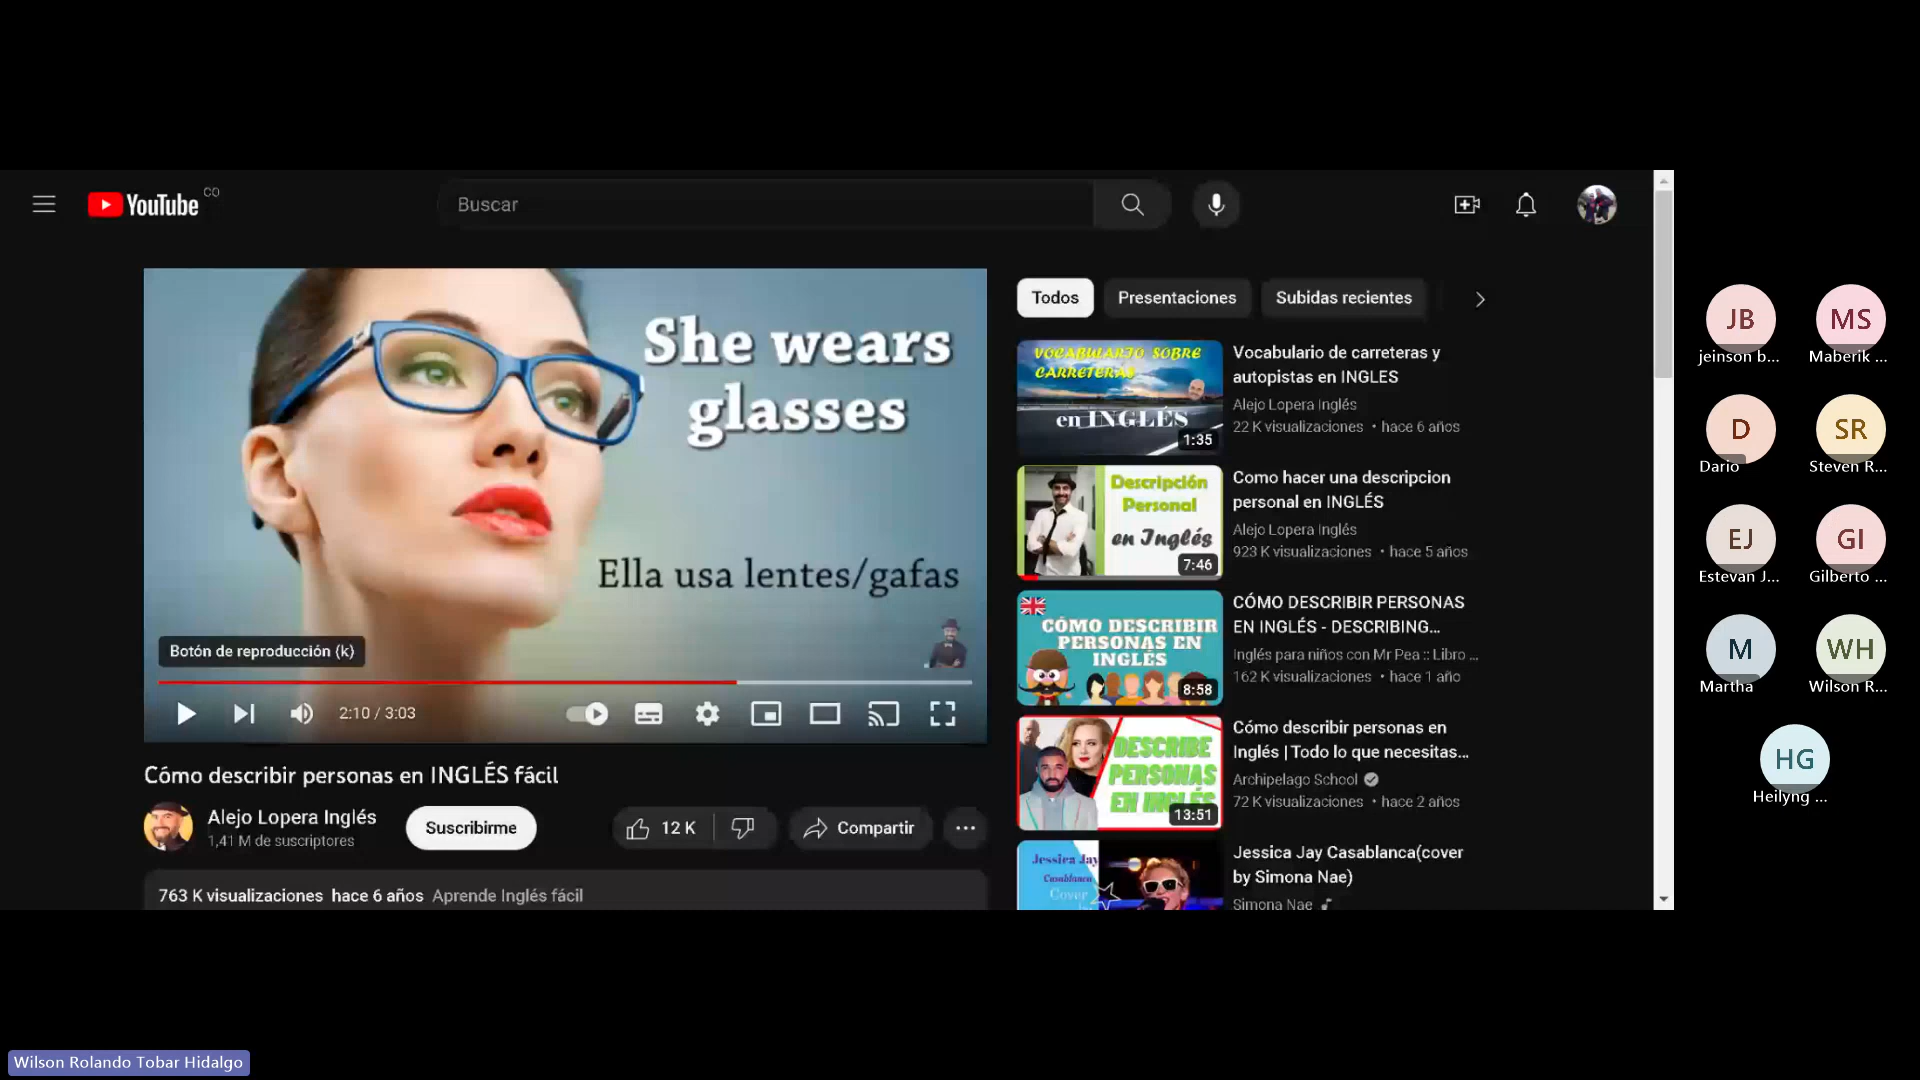 YouTube CO
Buscar
She wears
glasses
Ella usa lentes/gafas
Botón de reproducción (k)
2:10 / 3:03
Cómo describir personas en INGLÉS fácil
Alejo Lopera Inglés
1,41 M de suscriptores
Suscribirme
12 K
Compartir
763 K visualizaciones hace 6 años Aprende Inglés fácil
Todos
Presentaciones
Subidas recientes
VOCABULARIO SOBRE
CARRETERAS
en INGLÉS
1:35
Vocabulario de carreteras y
autopistas en INGLES
Alejo Lopera Inglés
22 K visualizaciones • hace 6 años
Descripción
Personal
en Inglés
7:46
Como hacer una descripcion
personal en INGLÉS
Alejo Lopera Inglés
923 K visualizaciones • hace 5 años
CÓMO DESCRIBIR
PERSONAS EN
INGLÉS
8:58
CÓMO DESCRIBIR PERSONAS
EN INGLÉS - DESCRIBING...
Inglés para niños con Mr Pea :: Libro ...
162 K visualizaciones • hace 1 año
DESCRIBE
PERSONAS
EN INGLÉS
13:51
Cómo describir personas en
Inglés | Todo lo que necesitas...
Archipelago School
72 K visualizaciones • hace 2 años
Jessica Jay
Casablanca
Cover
Jessica Jay Casablanca(cover
by Simona Nae)
Simona Nae
JB
jeinson b...
MS
Maberik ...
D
Dario
SR
Steven R...
EJ
Estevan J...
GI
Gilberto ...
M
Martha
WH
Wilson R...
HG
Heilyng ...
Wilson Rolando Tobar Hidalgo